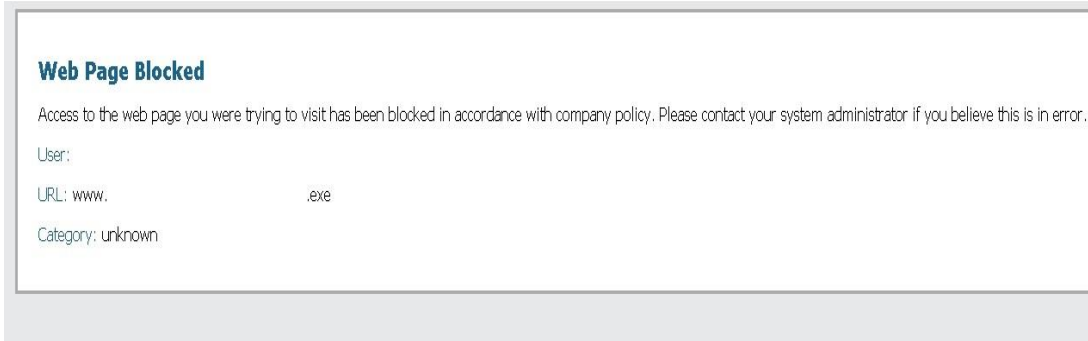 Web Page Blocked
Access to the web page you were trying to visit has been blocked in accordance with company policy. Please contact your system administrator if you believe this is in error.
User:
URL: www. .exe
Category: unknown